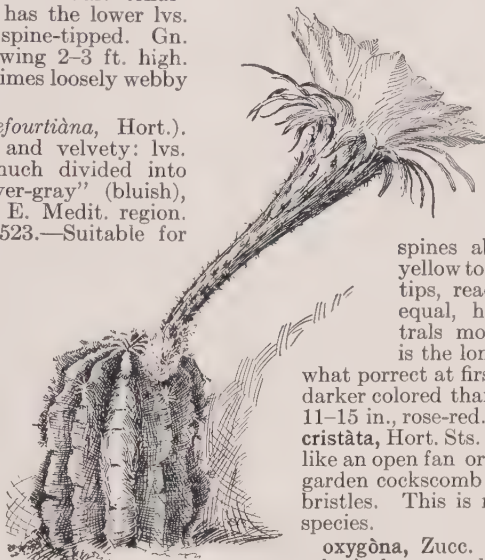 has the lower lvs.
spine-tipped. Gn.
wing 2–3 ft. high.
imes loosely webby
efourtiàna, Hort.).
and velvety: lvs.
nuch divided into
ver-gray” (bluish),
E. Medit. region.
523.—Suitable for
spines al
yellow to
tips, rea
equal, h
trals mo
is the lon
what porrect at firs
darker colored than
11–15 in., rose-red.
cristàta, Hort. Sts.
like an open fan or
garden cockscomb
bristles. This is r
species.
oxygòna, Zucc.